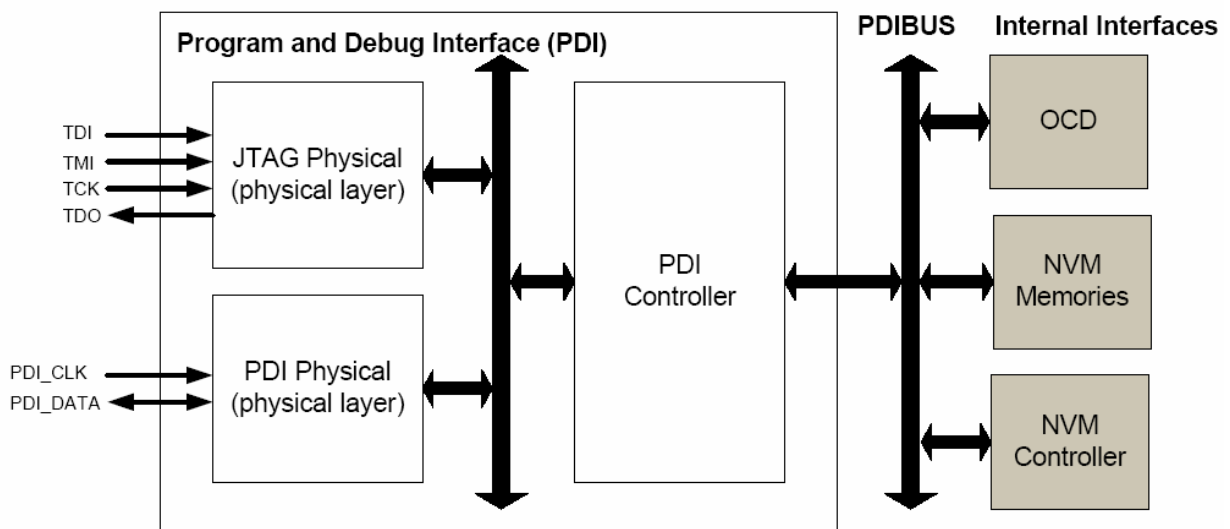 Program and Debug Interface (PDI)
PDIBUS
Internal Interfaces
TDI
TMI
TCK
TDO
JTAG Physical
(physical layer)
PDI_CLK
PDI_DATA
PDI Physical
(physical layer)
PDI
Controller
OCD
NVM
Memories
NVM
Controller